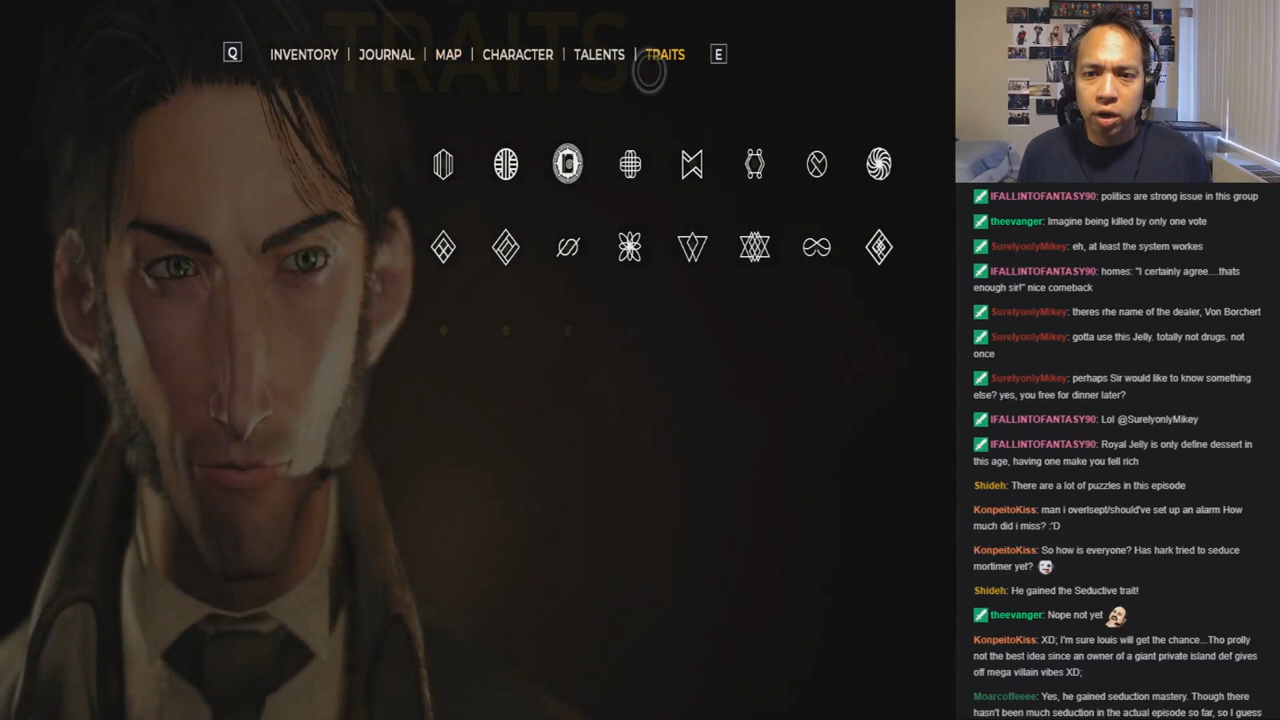 TRAITS
Q INVENTORY | JOURNAL | MAP | CHARACTER | TALENTS | TRAITS E
IFALLINTOFANTASY90: politics are strong issue in this group
theevanger: Imagine being killed by only one vote
SurelyonlyMikey: eh, at least the system workes
IFALLINTOFANTASY90: homes: "I certainly agree....thats
enough sir!" nice comeback
SurelyonlyMikey: theres rhe name of the dealer, Von Borchert
SurelyonlyMikey: gotta use this Jelly. totally not drugs. not
once
SurelyonlyMikey: perhaps Sir would like to know something
else? yes, you free for dinner later?
IFALLINTOFANTASY90: Lol @SurelyonlyMikey
IFALLINTOFANTASY90: Royal Jelly is only define dessert in
this age, having one make you fell rich
Shideh: There are a lot of puzzles in this episode
KonpeitoKiss: man i overlsept/should've set up an alarm How
much did i miss? :'D
KonpeitoKiss: So how is everyone? Has hark tried to seduce
mortimer yet?
Shideh: He gained the Seductive trait!
theevanger: Nope not yet
KonpeitoKiss: XD; I'm sure louis will get the chance...Tho prolly
not the best idea since an owner of a giant private island def gives
off mega villain vibes XD;
Moarcoffeeee: Yes, he gained seduction mastery. Though there
hasn't been much seduction in the actual episode so far, so I guess